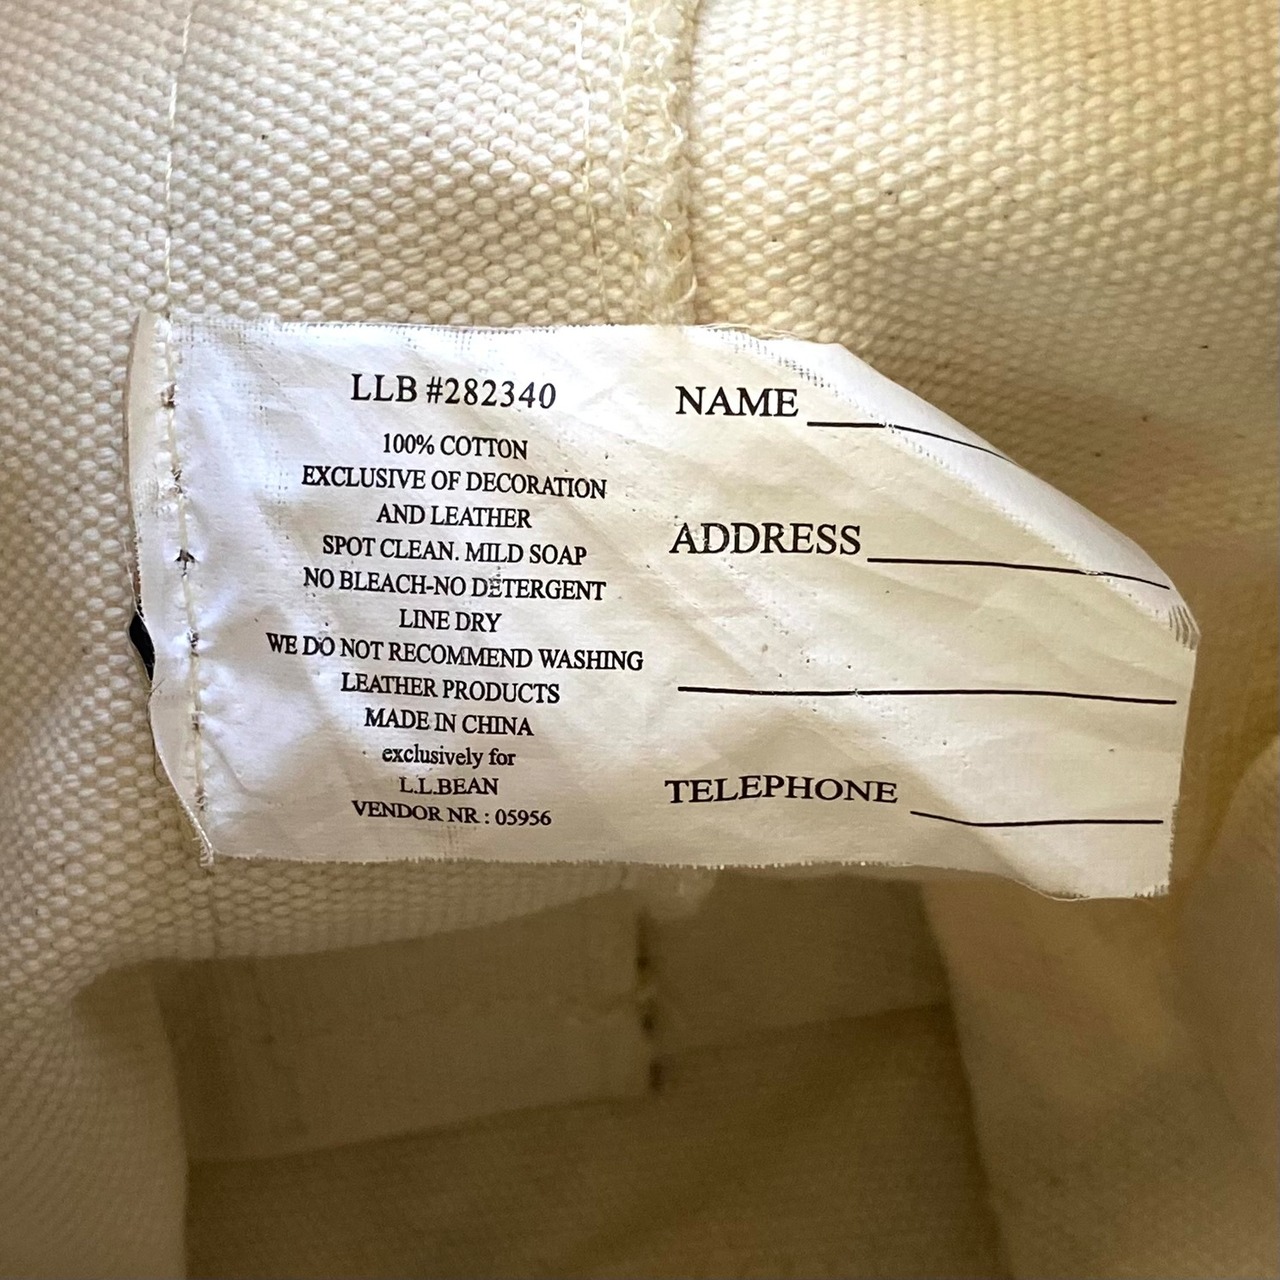 LLB #282340
100% COTTON
EXCLUSIVE OF DECORATION
AND LEATHER
SPOT CLEAN. MILD SOAP
NO BLEACH-NO DETERGENT
LINE DRY
WE DO NOT RECOMMEND WASHING
LEATHER PRODUCTS
MADE IN CHINA
exclusively for
L.L.BEAN
VENDOR NR : 05956
NAME
ADDRESS
TELEPHONE